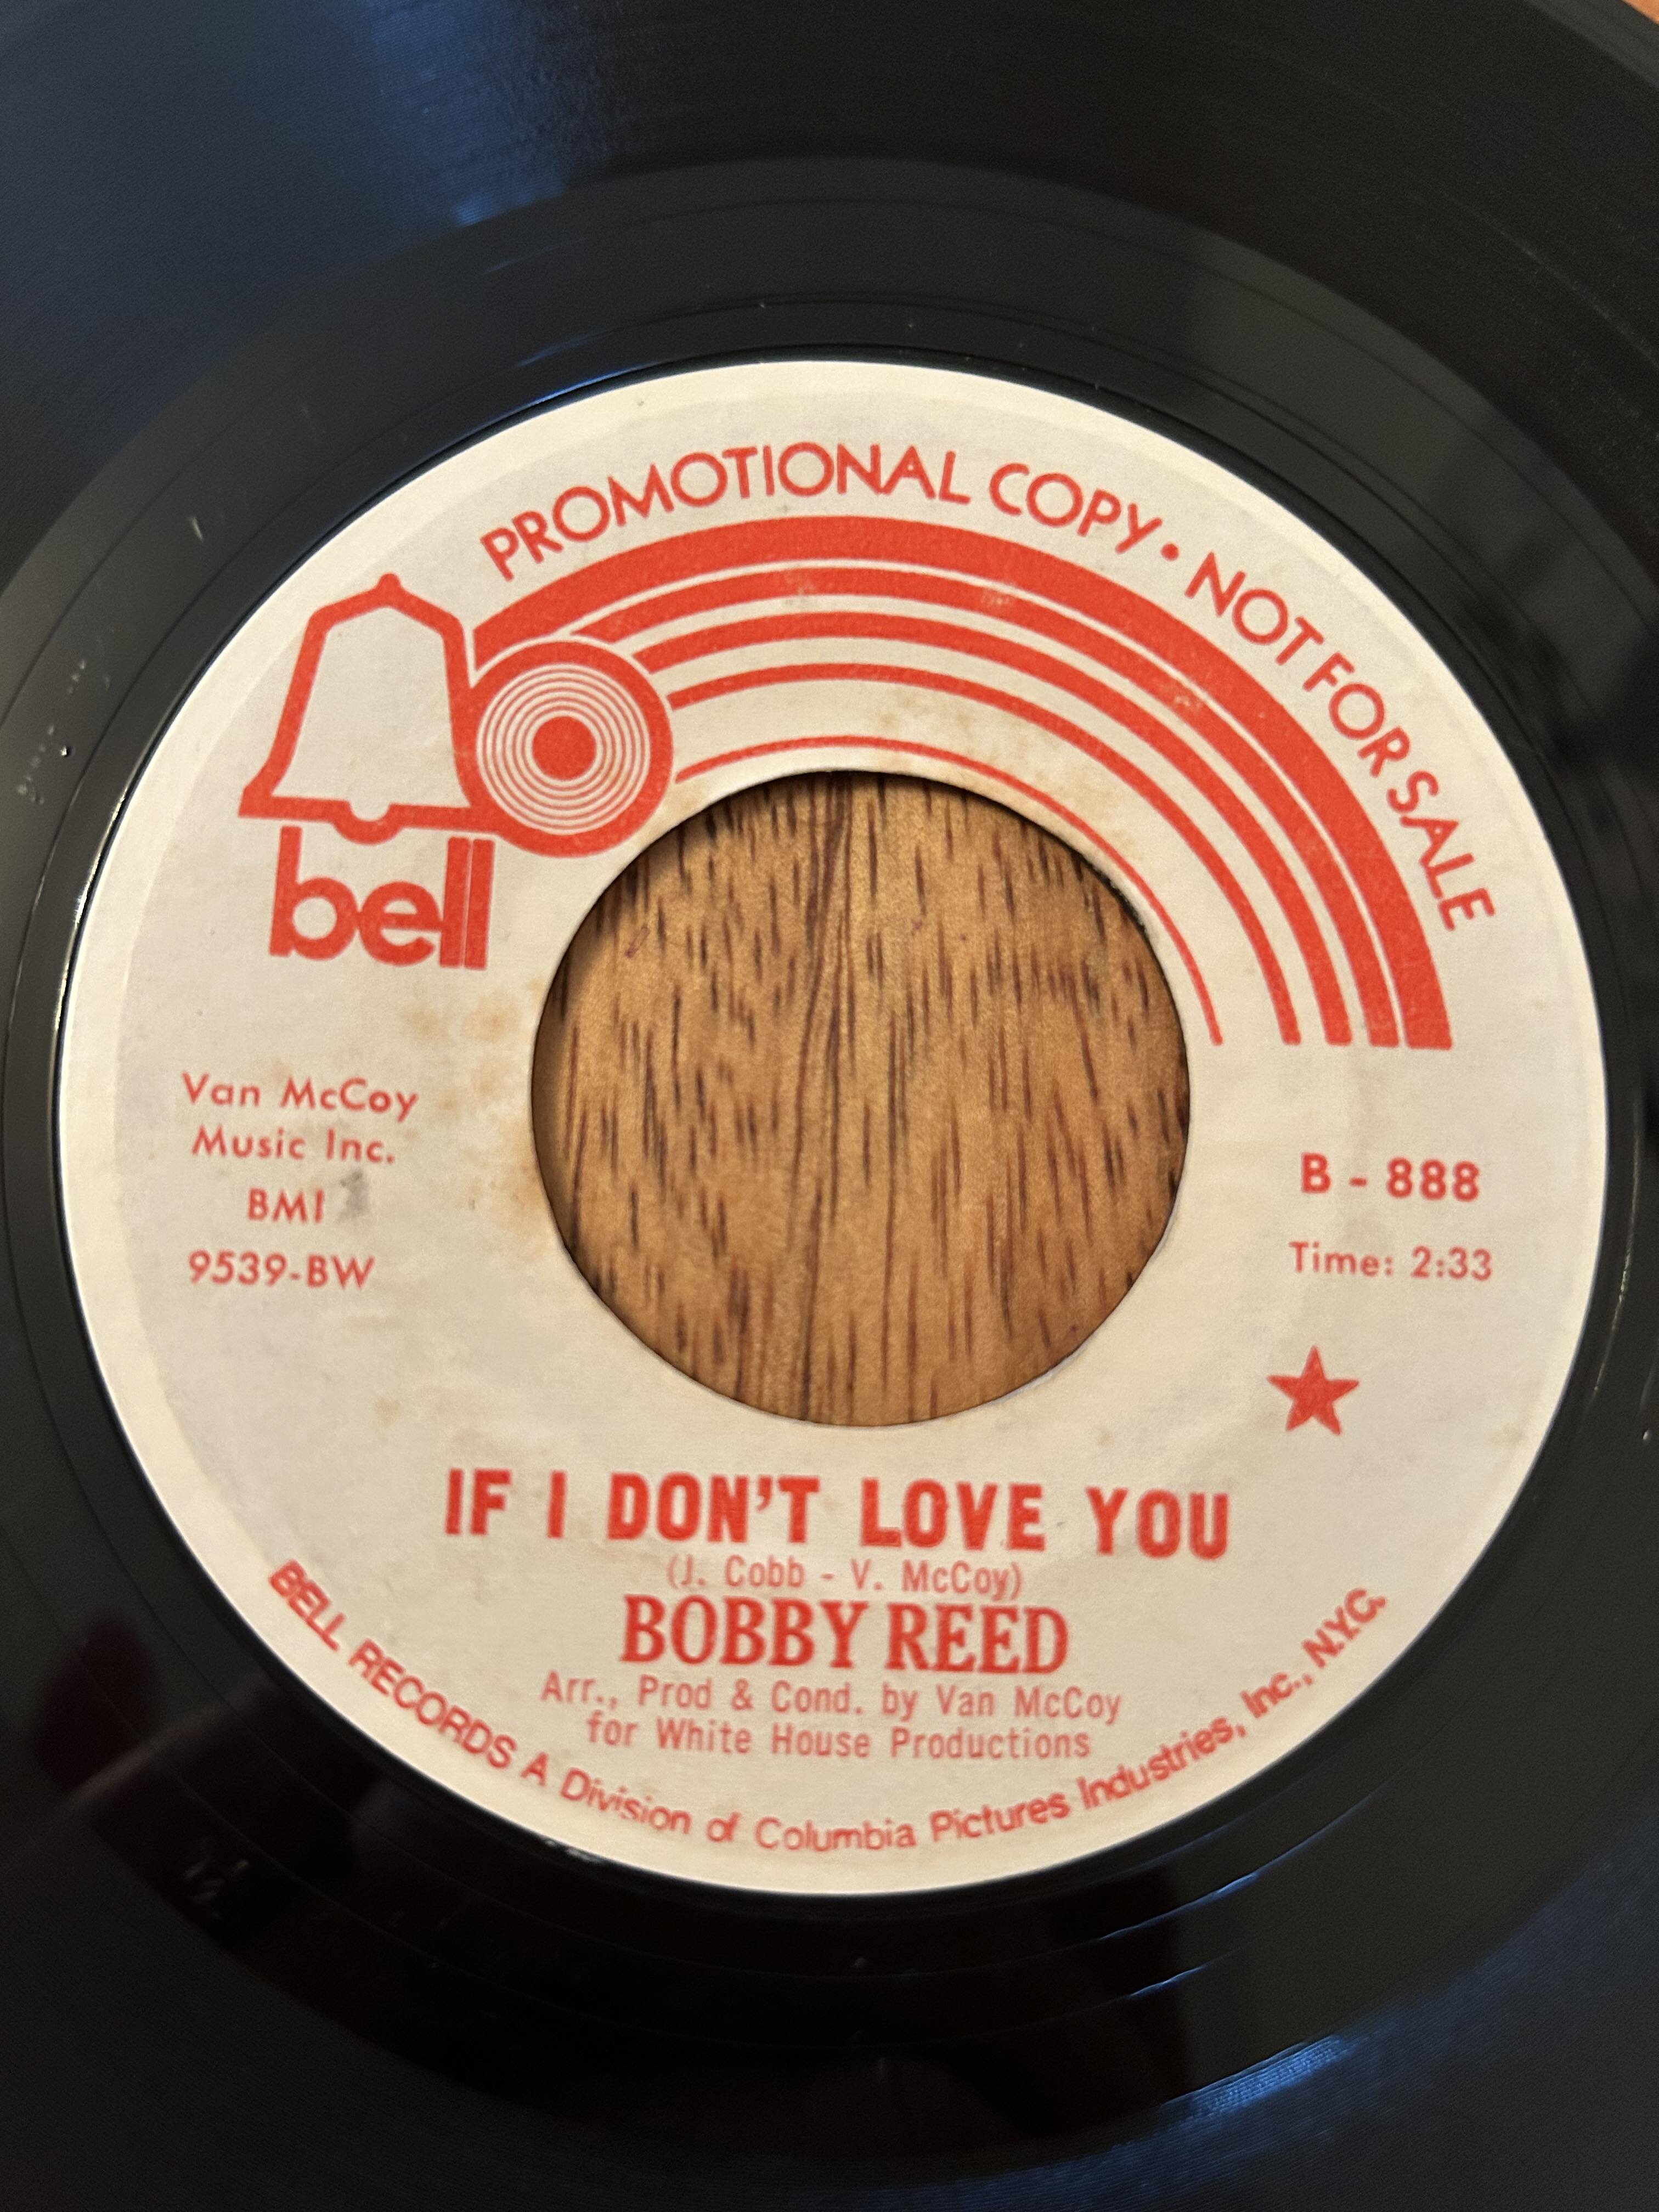 PROMOTIONAL COPY • NOT FOR SALE
bell
Van McCoy
Music Inc.
BMI
9539-BW
B - 888
Time: 2:33
IF I DON'T LOVE YOU
(J. Cobb - V. McCoy)
BOBBY REED
Arr., Prod & Cond. by Van McCoy
for White House Productions
BELL RECORDS A Division of Columbia Pictures Industries, Inc., N.Y.C.